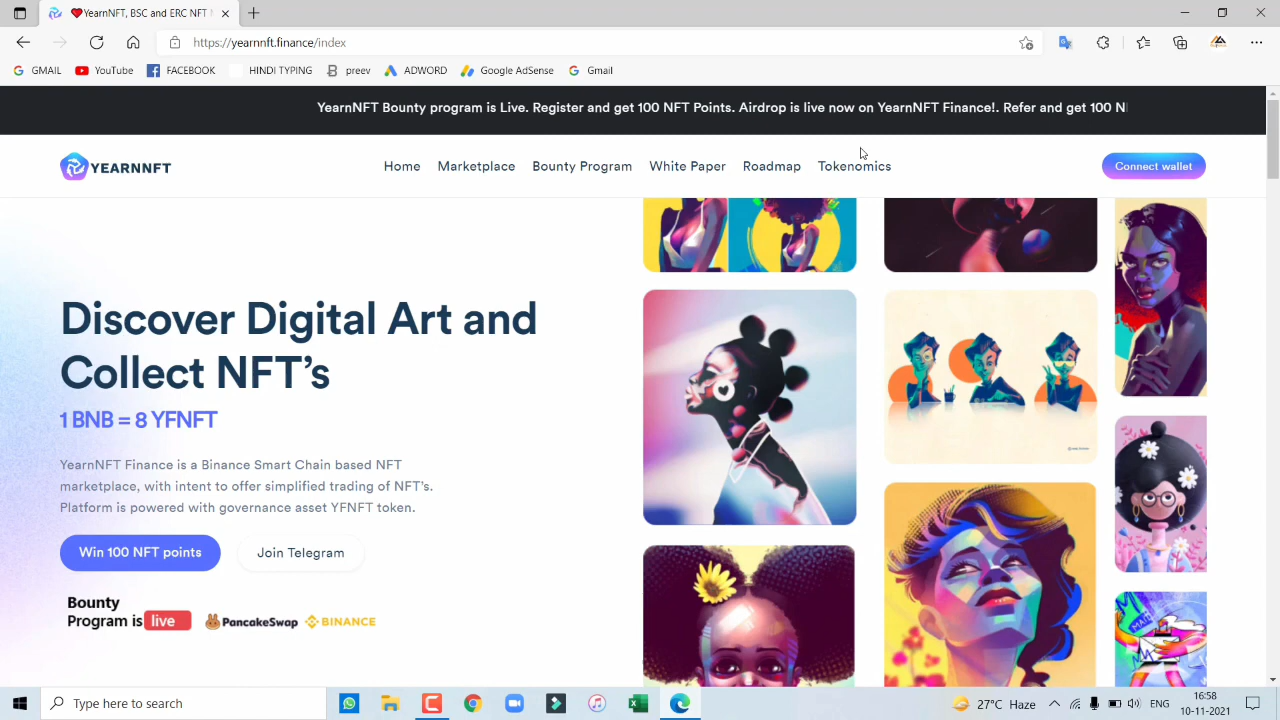 ❤YearnNFT, BSC and ERC NFT
https://yearnnft.finance/index
GMAIL YouTube FACEBOOK HINDI TYPING preev ADWORD Google AdSense Gmail
YearnNFT Bounty program is Live. Register and get 100 NFT Points. Airdrop is live now on YearnNFT Finance!. Refer and get 100 N
YEARNNFT Home Marketplace Bounty Program White Paper Roadmap Tokenomics Connect wallet
Discover Digital Art and
Collect NFT’s
1 BNB = 8 YFNFT
YearnNFT Finance is a Binance Smart Chain based NFT
marketplace, with intent to offer simplified trading of NFT’s.
Platform is powered with governance asset YFNFT token.
Win 100 NFT points Join Telegram
Bounty
Program is live PancakeSwap BINANCE
MAIL
Type here to search 27°C Haze ENG 16:58
10-11-2021